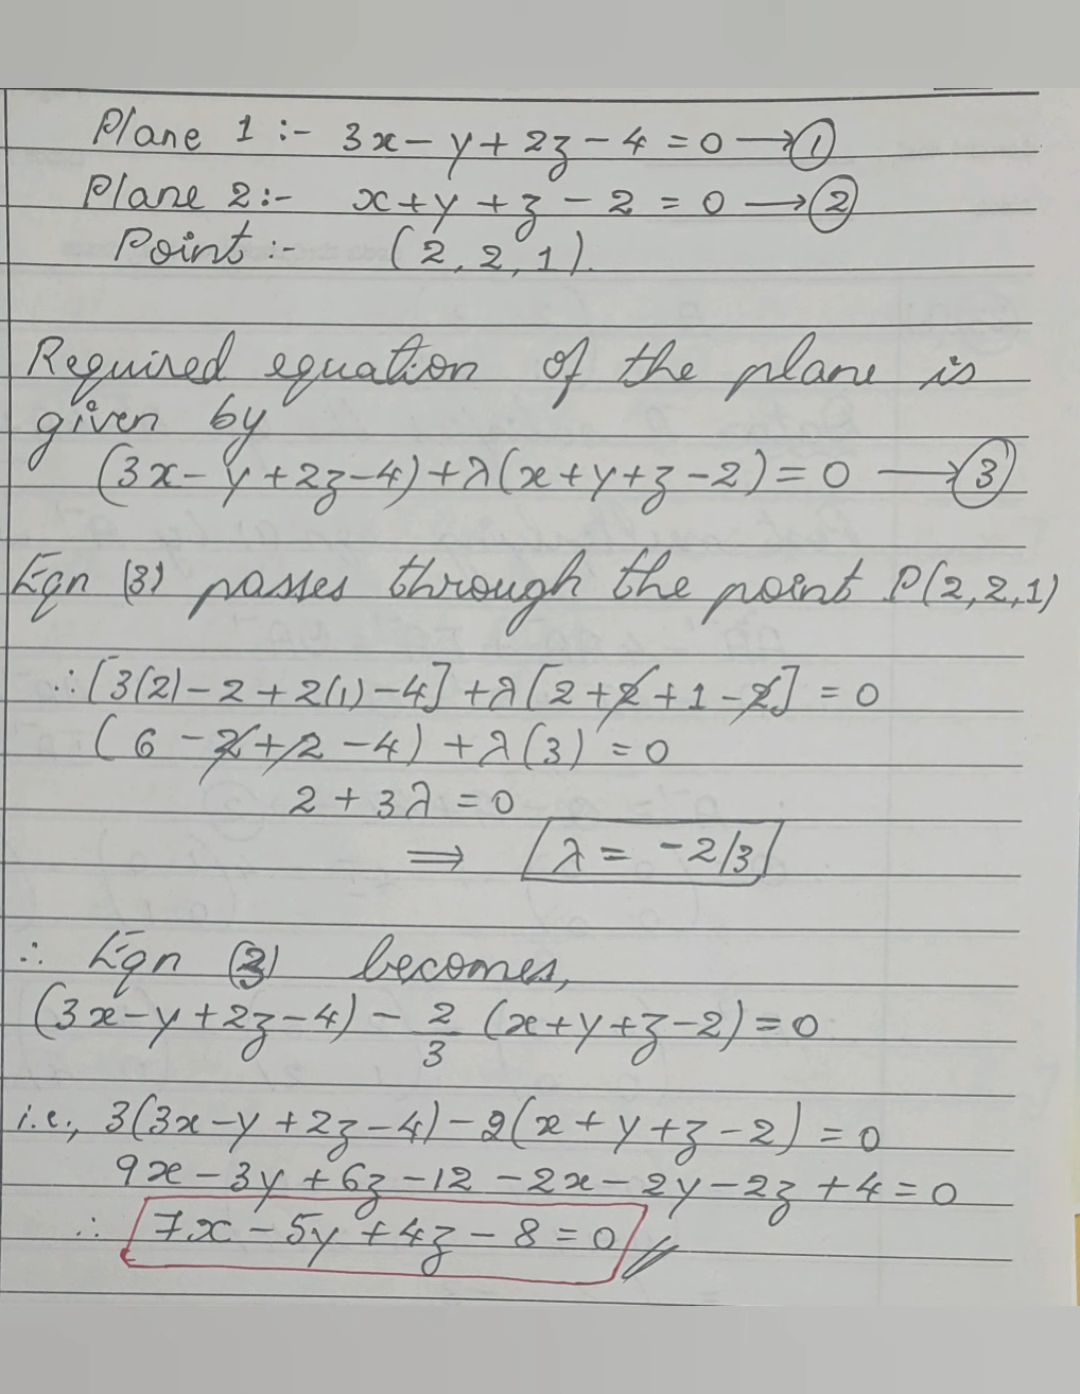 Plane 1 :- 3x - y + 2z - 4 = 0 → ①
Plane 2 :- x + y + z - 2 = 0 → ②
Point :- (2, 2, 1).
Required equation of the plane is
given by
(3x - y + 2z - 4) + λ(x + y + z - 2) = 0 → ③
Eqn (3) passes through the point P(2,2,1)
∴ [3(2) - 2 + 2(1) - 4] + λ[2 + 2 + 1 - 2] = 0
(6 - 2 + 2 - 4) + λ(3) = 0
2 + 3λ = 0
⇒ λ = -2/3
∴ Eqn (3) becomes,
(3x - y + 2z - 4) - 2/3 (x + y + z - 2) = 0
i.e., 3(3x - y + 2z - 4) - 2(x + y + z - 2) = 0
9x - 3y + 6z - 12 - 2x - 2y - 2z + 4 = 0
∴ 7x - 5y + 4z - 8 = 0